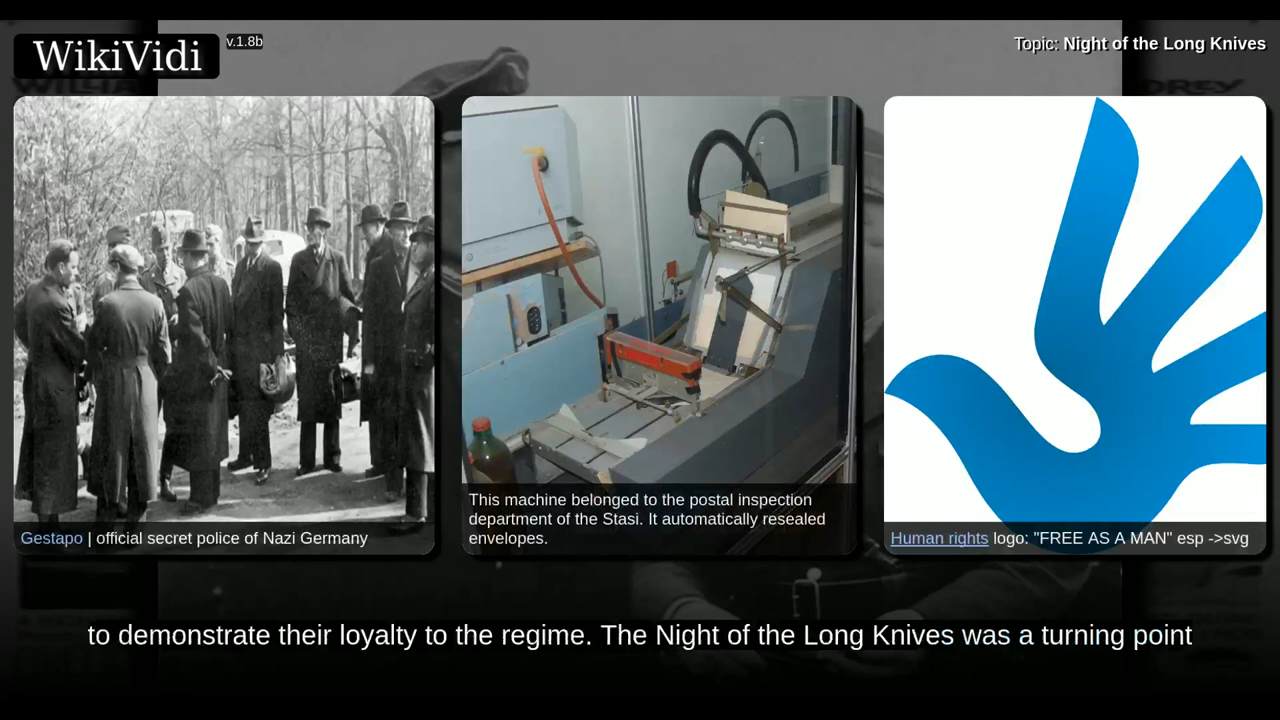 WikiVidi
v.1.8b
Topic: Night of the Long Knives
Gestapo | official secret police of Nazi Germany
This machine belonged to the postal inspection
department of the Stasi. It automatically resealed
envelopes.
Human rights logo: "FREE AS A MAN" esp ->svg
to demonstrate their loyalty to the regime. The Night of the Long Knives was a turning point